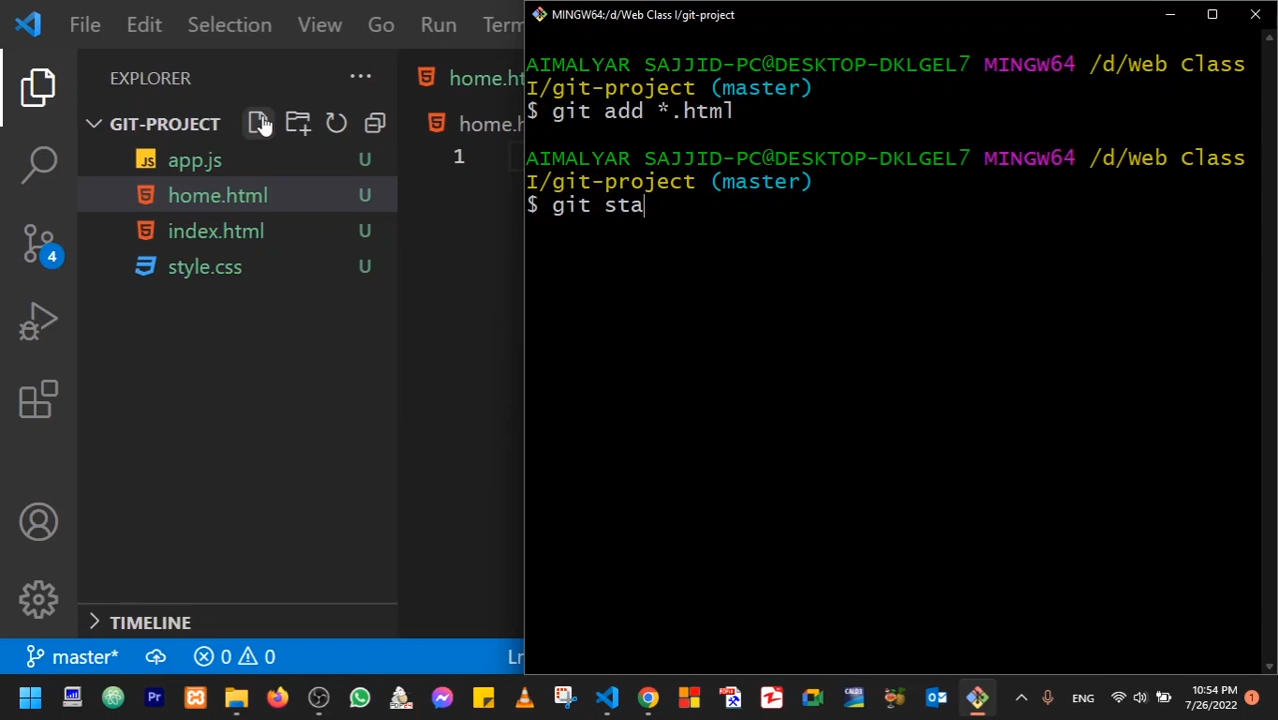 File Edit Selection View Go Run Term
MINGW64:/d/Web Class I/git-project
EXPLORER
GIT-PROJECT
JS app.js U
home.html U
index.html U
style.css U
4
TIMELINE
home.ht
home.h
1
AIMALYAR SAJJID-PC@DESKTOP-DKLGEL7 MINGW64 /d/Web Class
I/git-project (master)
$ git add *.html
AIMALYAR SAJJID-PC@DESKTOP-DKLGEL7 MINGW64 /d/Web Class
I/git-project (master)
$ git sta
master* 0 0 Ln
Pr ENG 10:54 PM
7/26/2022 1